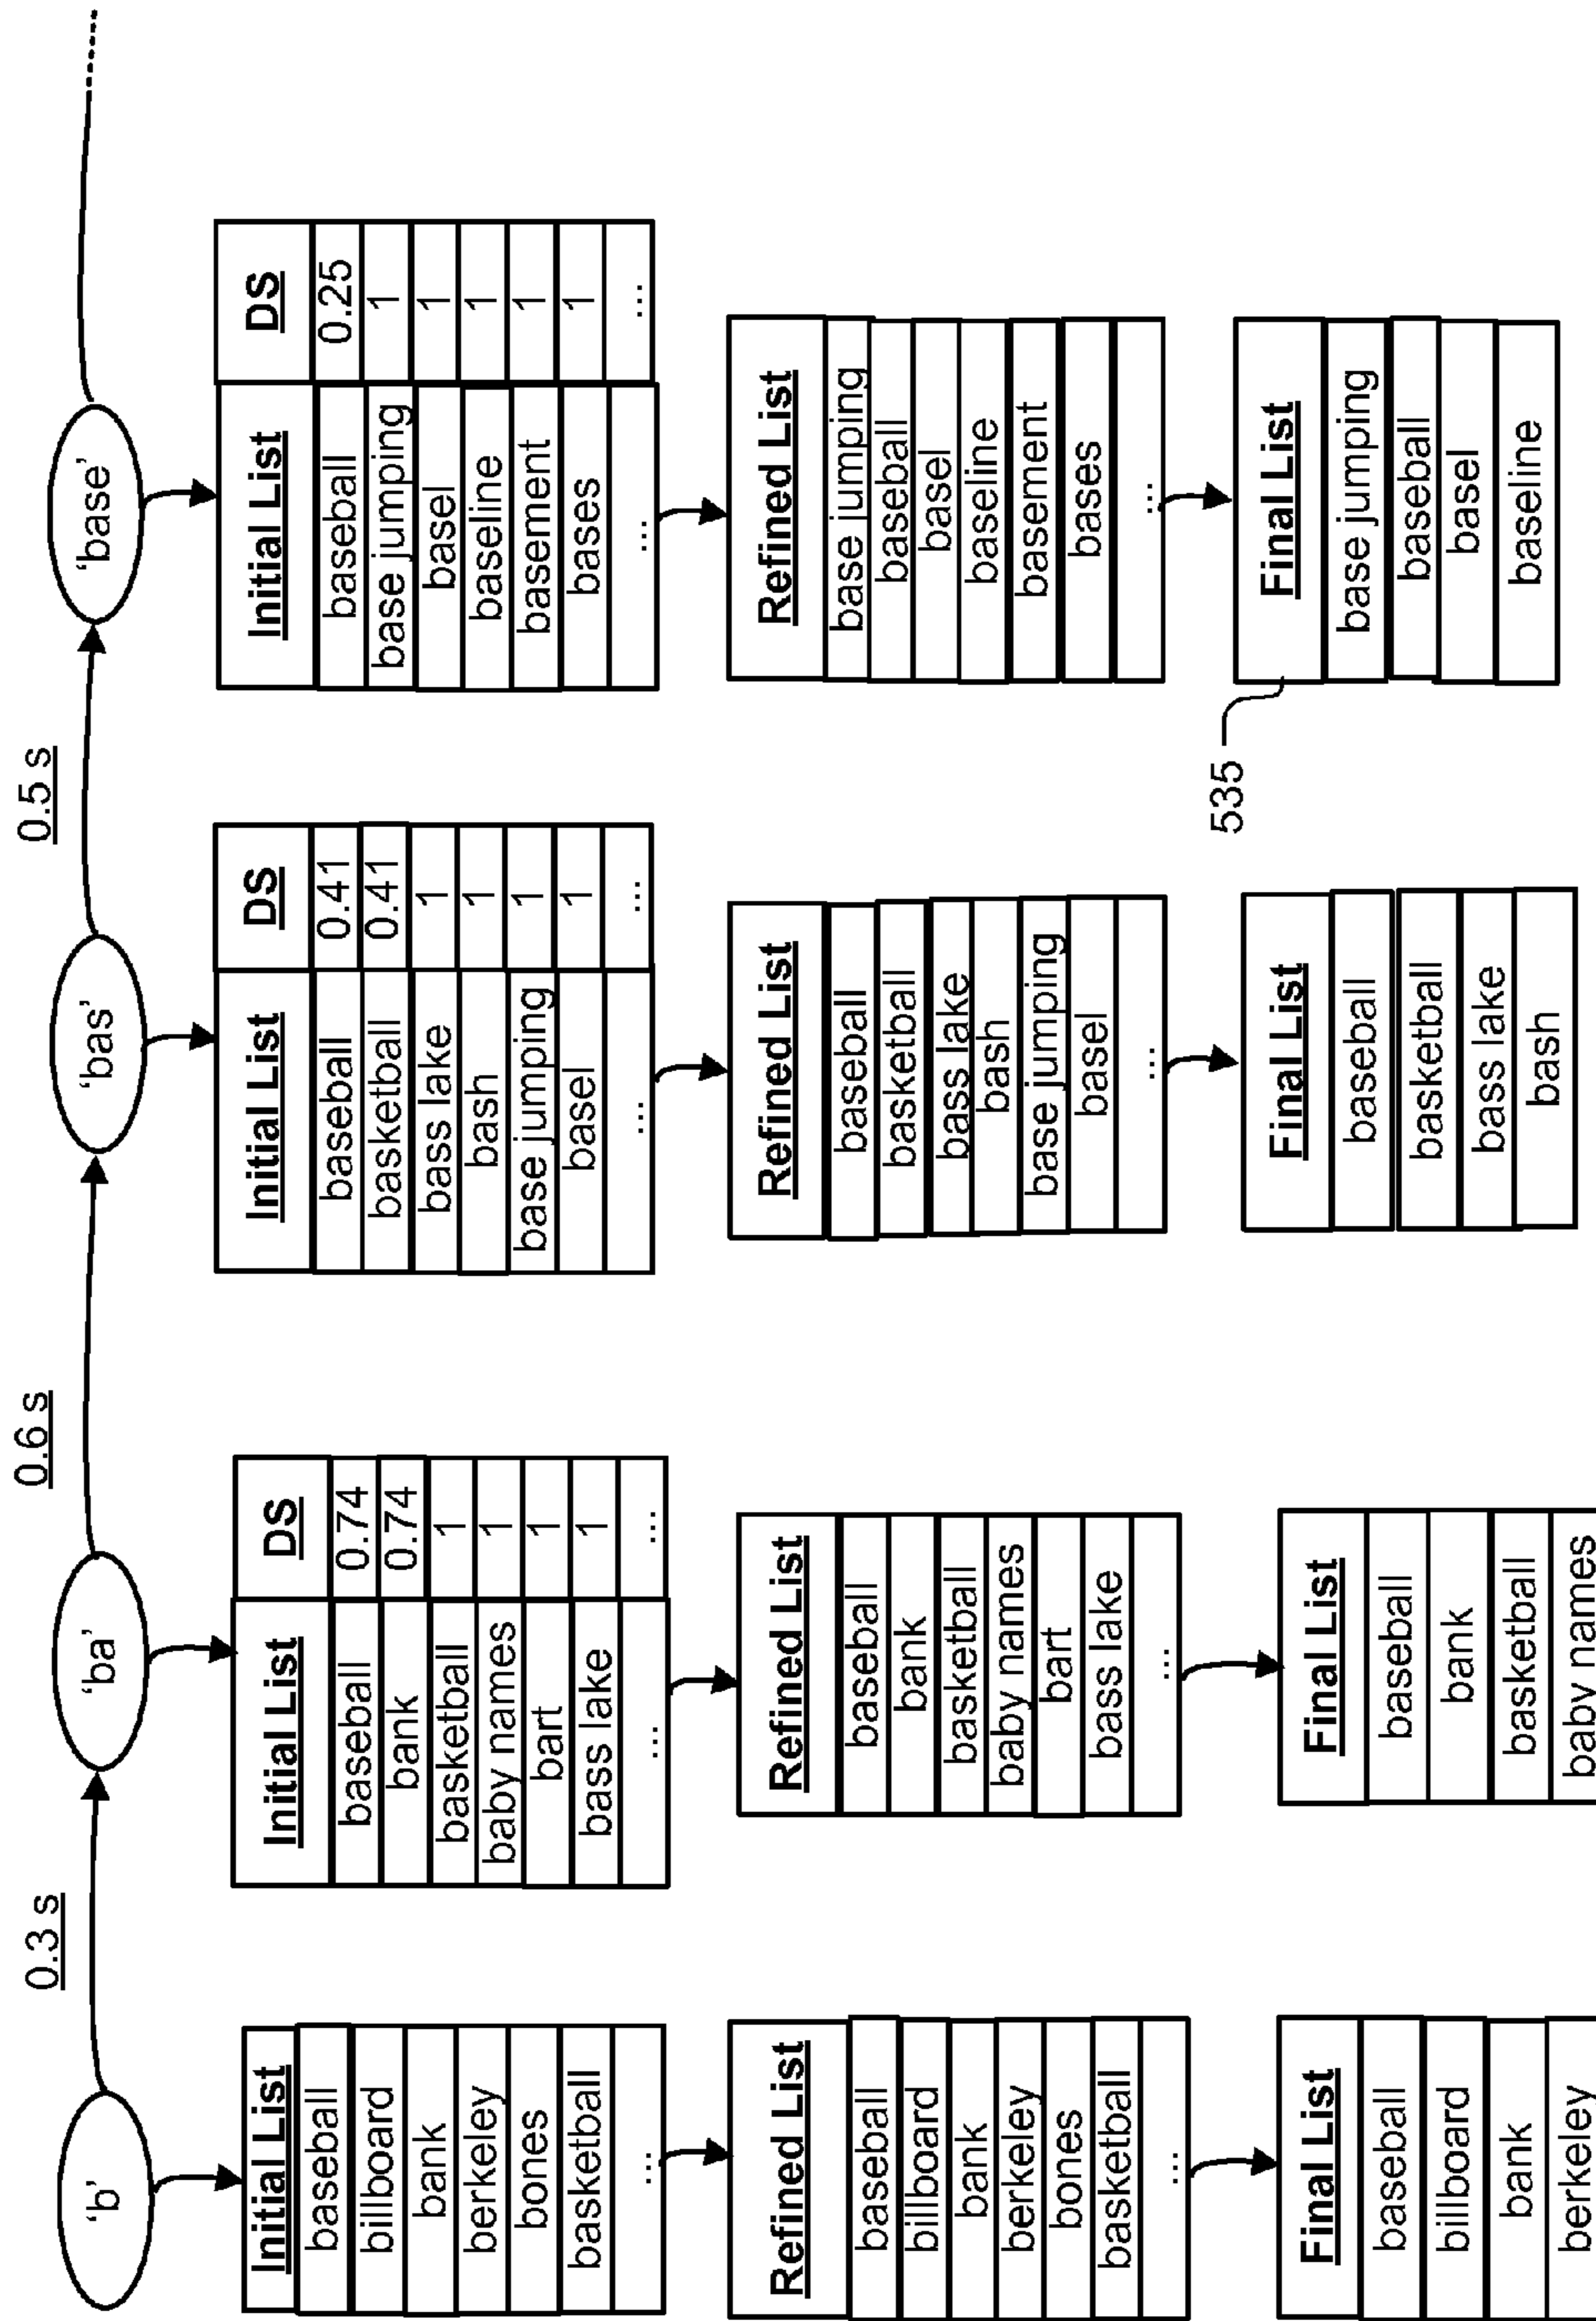 0.3 s
0.6 s
0.5 s
‘b’
‘ba’
‘bas’
‘base’
Initial List
baseball
billboard
bank
berkeley
bones
basketball
...
Refined List
baseball
billboard
bank
berkeley
bones
basketball
...
Final List
baseball
billboard
bank
berkeley
Initial List DS
baseball 0.74
bank 0.74
basketball 1
baby names 1
bart 1
bass lake 1
... ...
Refined List
baseball
bank
basketball
baby names
bart
bass lake
...
Final List
baseball
bank
basketball
baby names
Initial List DS
baseball 0.41
basketball 0.41
bass lake 1
bash 1
base jumping 1
basel 1
... ...
Refined List
baseball
basketball
bass lake
bash
base jumping
basel
...
Final List
baseball
basketball
bass lake
bash
Initial List DS
baseball 0.25
base jumping 1
basel 1
baseline 1
basement 1
bases 1
... ...
Refined List
base jumping
baseball
basel
baseline
basement
bases
...
535
Final List
base jumping
baseball
basel
baseline